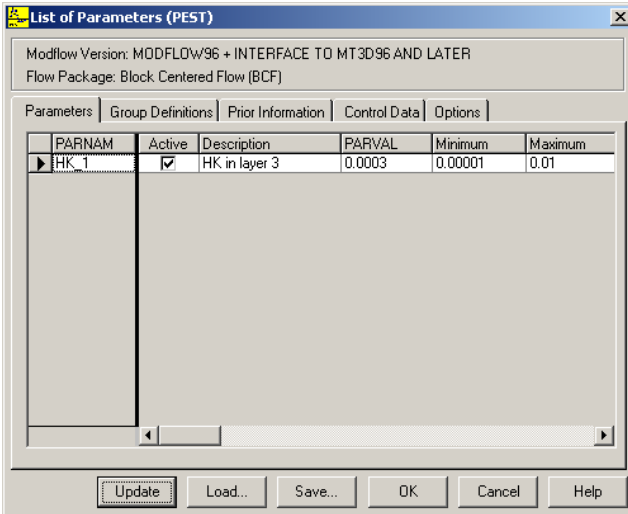 List of Parameters (PEST)
Modflow Version: MODFLOW96 + INTERFACE TO MT3D96 AND LATER
Flow Package: Block Centered Flow (BCF)
Parameters Group Definitions Prior Information Control Data Options
PARNAM Active Description PARVAL Minimum Maximum
HK_1 HK in layer 3 0.0003 0.00001 0.01
Update Load... Save... OK Cancel Help